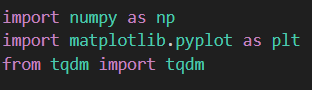 import numpy as np
import matplotlib.pyplot as plt
from tqdm import tqdm